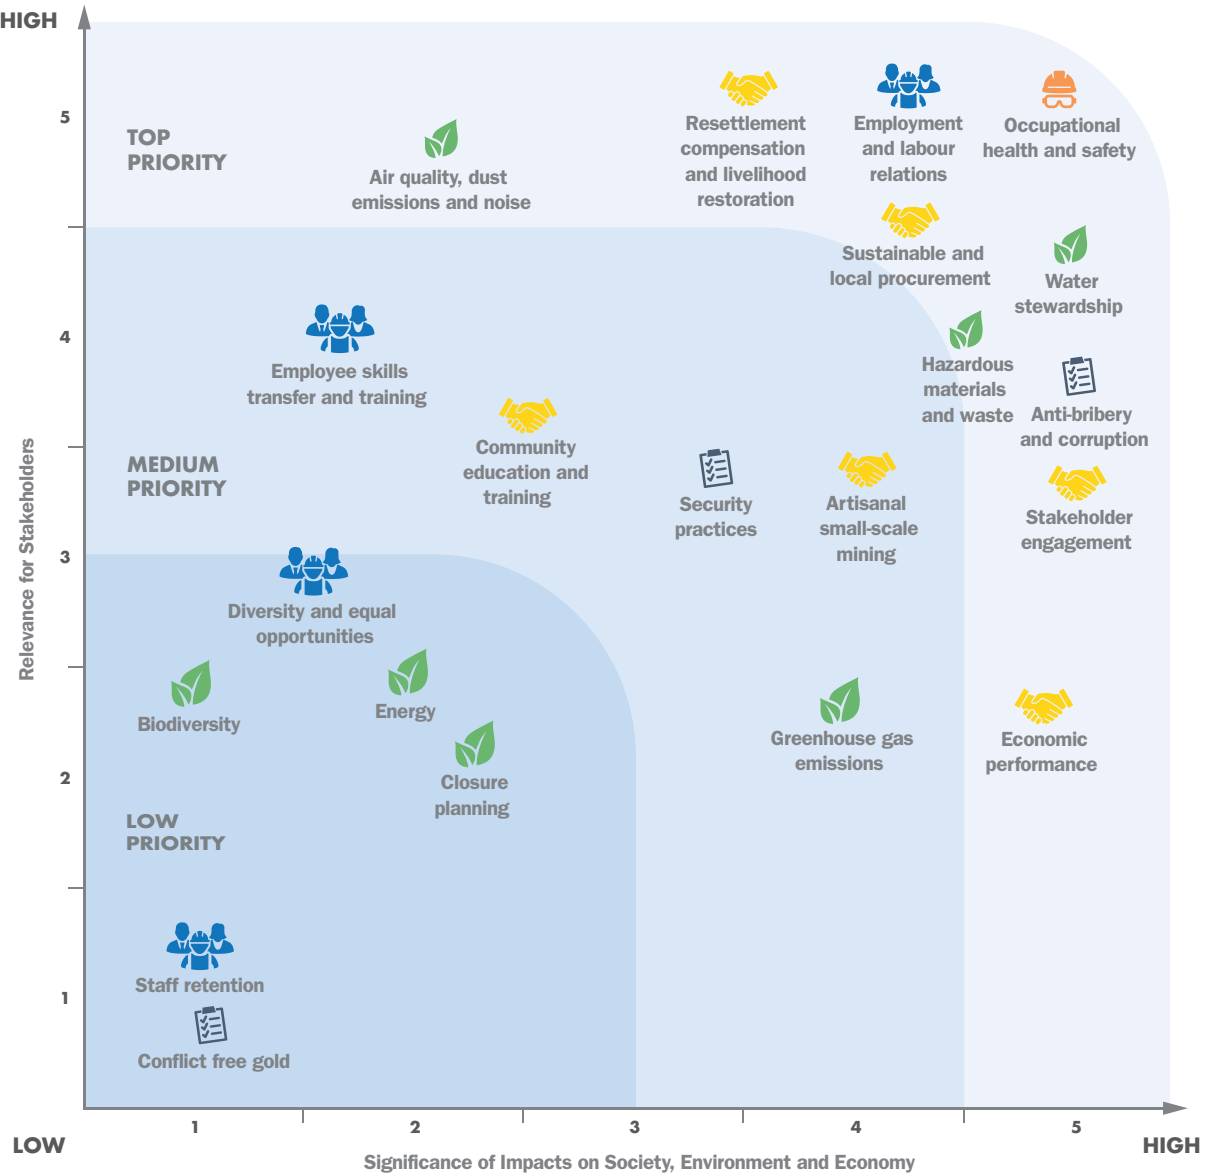 HIGH
5
TOP
PRIORITY
Air quality, dust
emissions and noise
Resettlement
compensation
and livelihood
restoration
Employment
and labour
relations
Occupational
health and safety
Sustainable and
local procurement
Water
stewardship
4
Employee skills
transfer and training
Hazardous
materials
and waste
Anti-bribery
and corruption
MEDIUM
PRIORITY
Community
education and
training
Security
practices
Artisanal
small-scale
mining
Stakeholder
engagement
Relevance for Stakeholders
3
Diversity and equal
opportunities
Biodiversity
Energy
Closure
planning
Greenhouse gas
emissions
Economic
performance
2
LOW
PRIORITY
Staff retention
1
Conflict free gold
LOW
1
2
3
4
5
HIGH
Significance of Impacts on Society, Environment and Economy